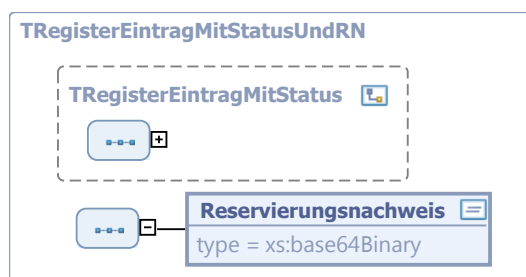 TRegisterEintragMitStatusUndRN
TRegisterEintragMitStatus
Reservierungsnachweis
type = xs:base64Binary